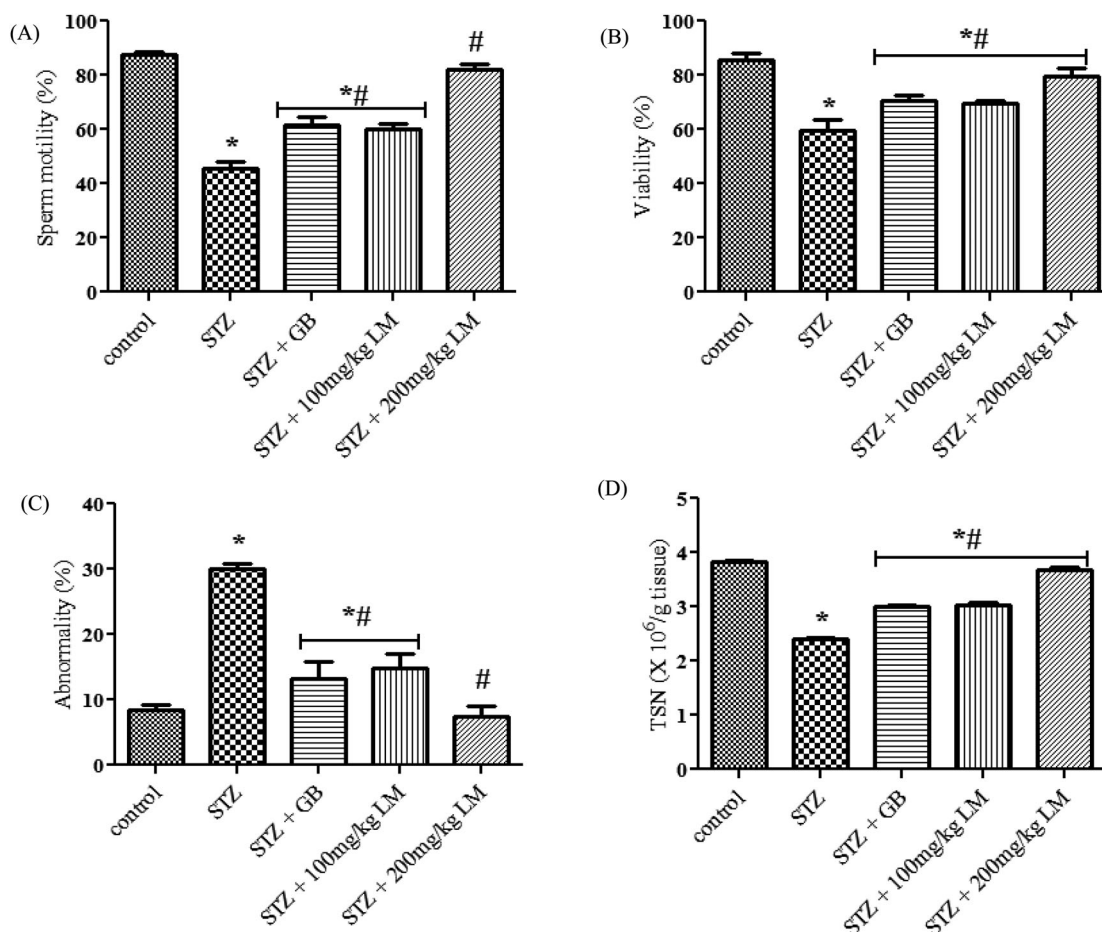 (A)
Sperm motility (%)
100
80
60
40
20
0
*
*#
#
control
STZ
STZ + GB
STZ + 100mg/kg LM
STZ + 200mg/kg LM
(B)
Viability (%)
100
80
60
40
20
0
*
*#
control
STZ
STZ + GB
STZ + 100mg/kg LM
STZ + 200mg/kg LM
(C)
Abnormality (%)
40
30
20
10
0
*
*#
#
control
STZ
STZ + GB
STZ + 100mg/kg LM
STZ + 200mg/kg LM
(D)
TSN (X 10⁶/g tissue)
5
4
3
2
1
0
*
*#
control
STZ
STZ + GB
STZ + 100mg/kg LM
STZ + 200mg/kg LM